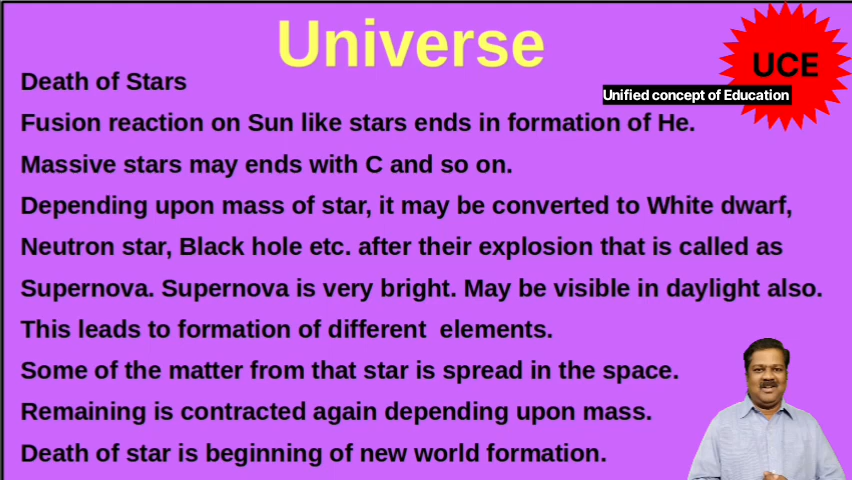 Universe
UCE
Unified concept of Education
Death of Stars
Fusion reaction on Sun like stars ends in formation of He.
Massive stars may ends with C and so on.
Depending upon mass of star, it may be converted to White dwarf,
Neutron star, Black hole etc. after their explosion that is called as
Supernova. Supernova is very bright. May be visible in daylight also.
This leads to formation of different  elements.
Some of the matter from that star is spread in the space.
Remaining is contracted again depending upon mass.
Death of star is beginning of new world formation.